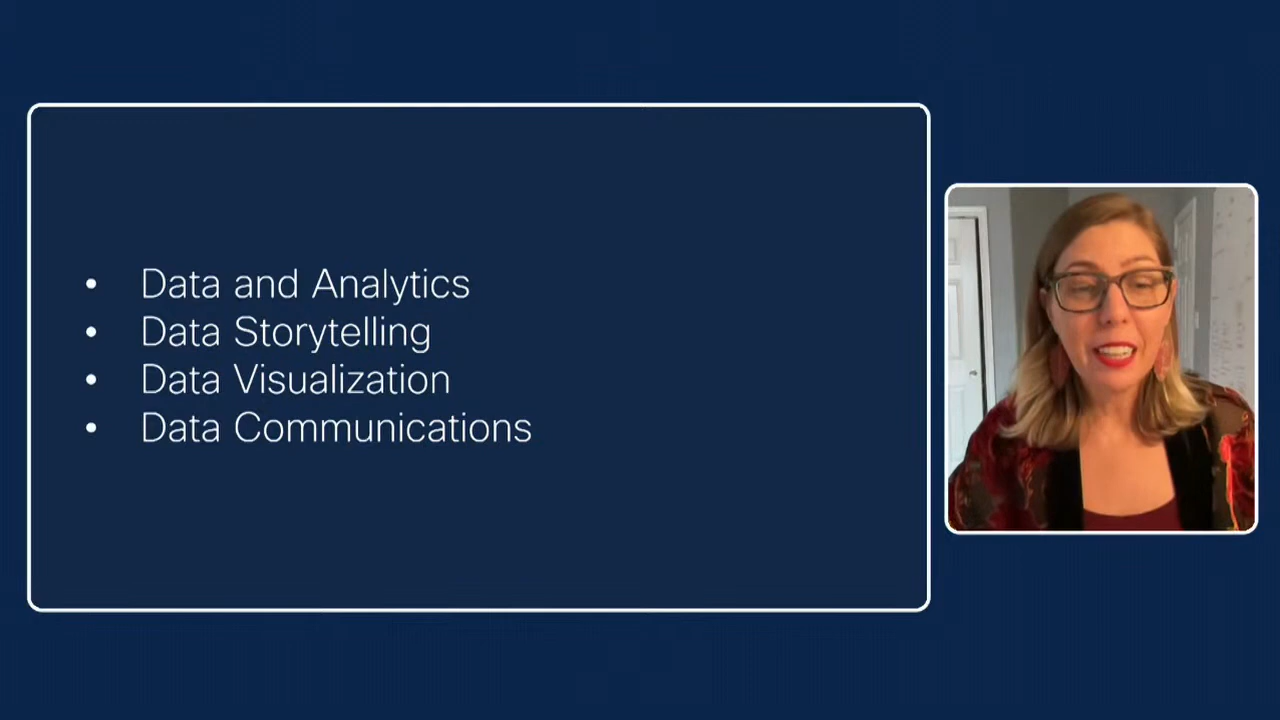 • Data and Analytics
• Data Storytelling
• Data Visualization
• Data Communications